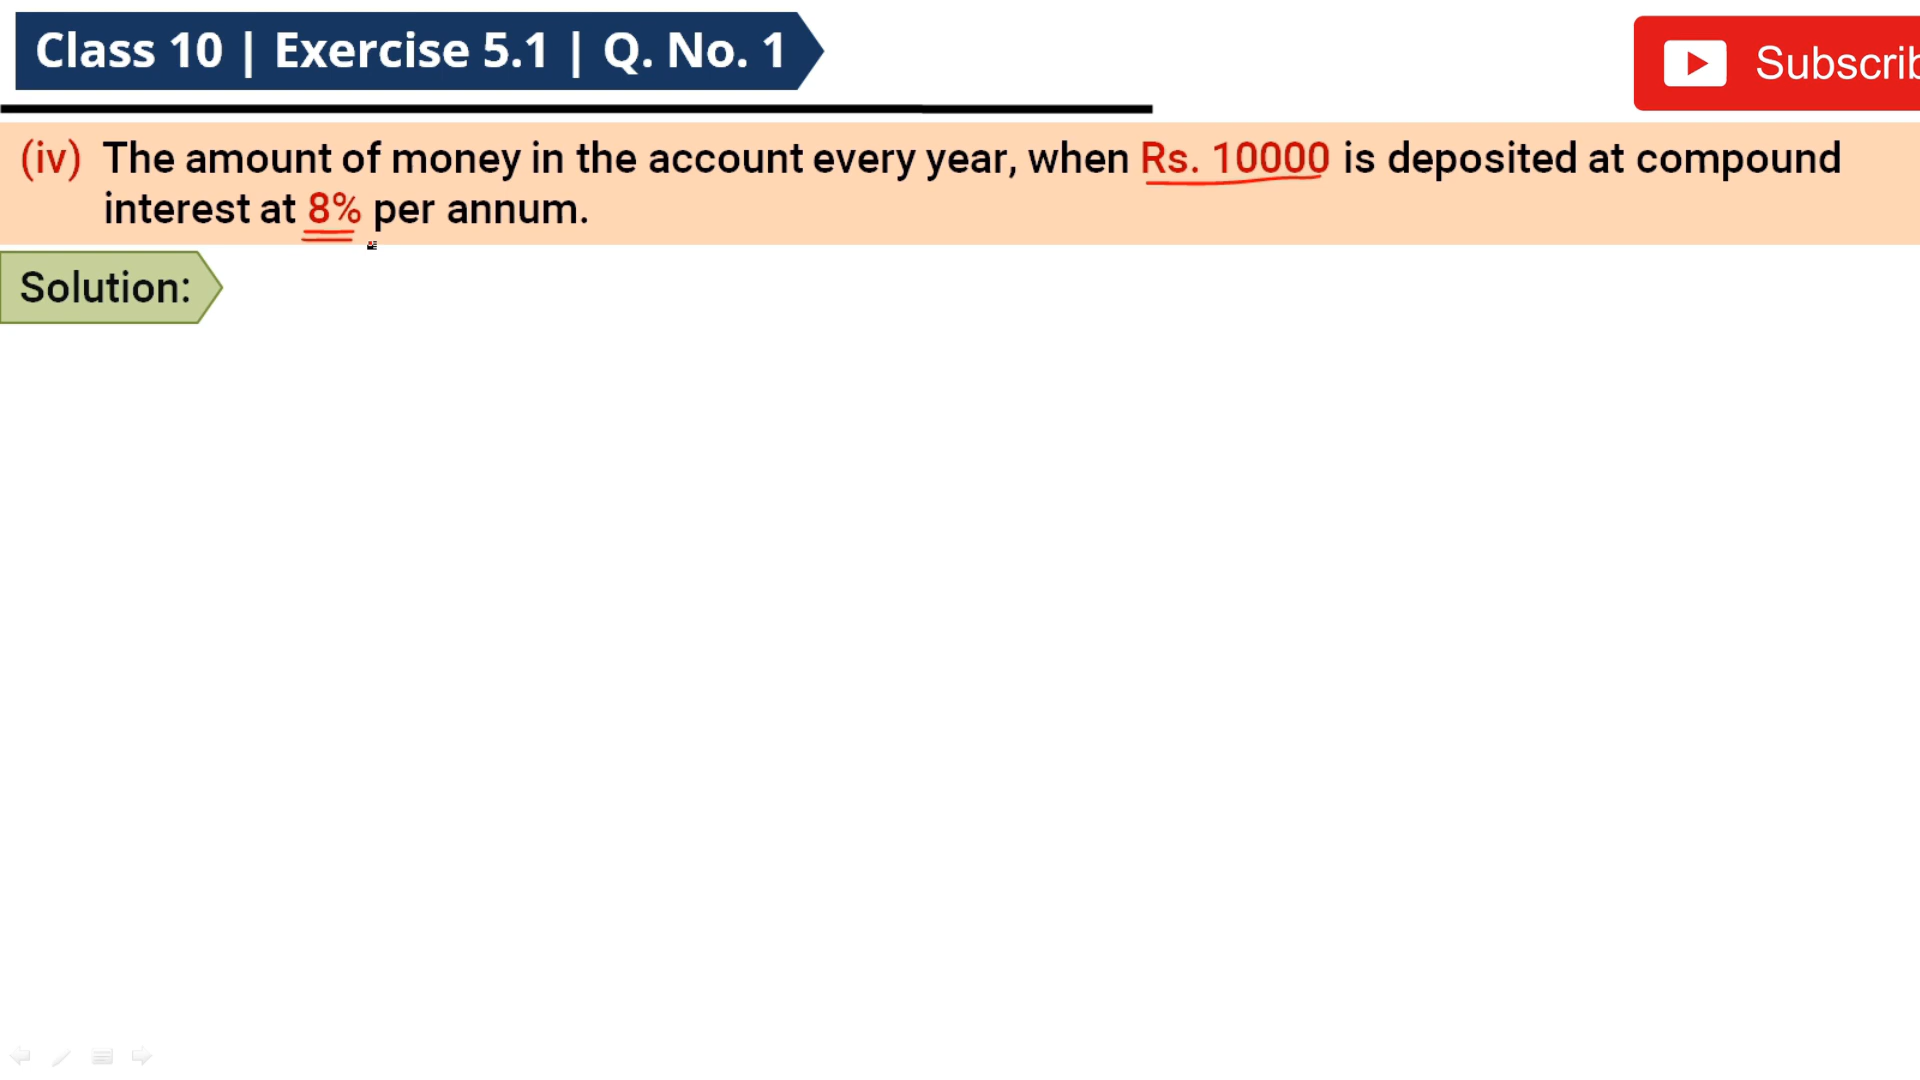 Class 10 | Exercise 5.1 | Q. No. 1
Subscrib
(iv) The amount of money in the account every year, when Rs. 10000 is deposited at compound
interest at 8% per annum.
Solution: